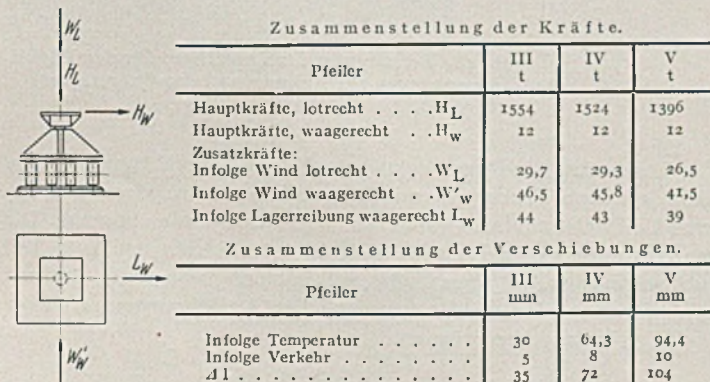 W_L
H_L
H_W
L_W
W''_W
Zusammenstellung der Kräfte.
Pfeiler III t IV t V t
Hauptkräfte, lotrecht . . . . H_L 1554 1524 1396
Hauptkräfte, waagerecht . . H_w 12 12 12
Zusatzkräfte:
Infolge Wind lotrecht . . . . W_L 29,7 29,3 26,5
Infolge Wind waagerecht . . W'_w 46,5 45,8 41,5
Infolge Lagerreibung waagerecht L_w 44 43 39
Zusammenstellung der Verschiebungen.
Pfeiler III mm IV mm V mm
Infolge Temperatur . . . . . . 30 64,3 94,4
Infolge Verkehr . . . . . . . . 5 8 10
Δl . . . . . . . . . . . . . . 35 72 104